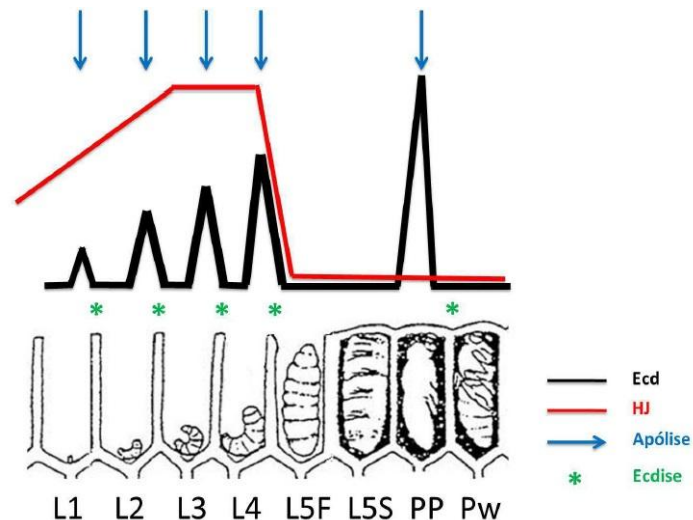 * * * * *
Ecd
HJ
Apólise
* Ecdise
L1 L2 L3 L4 L5F L5S PP Pw